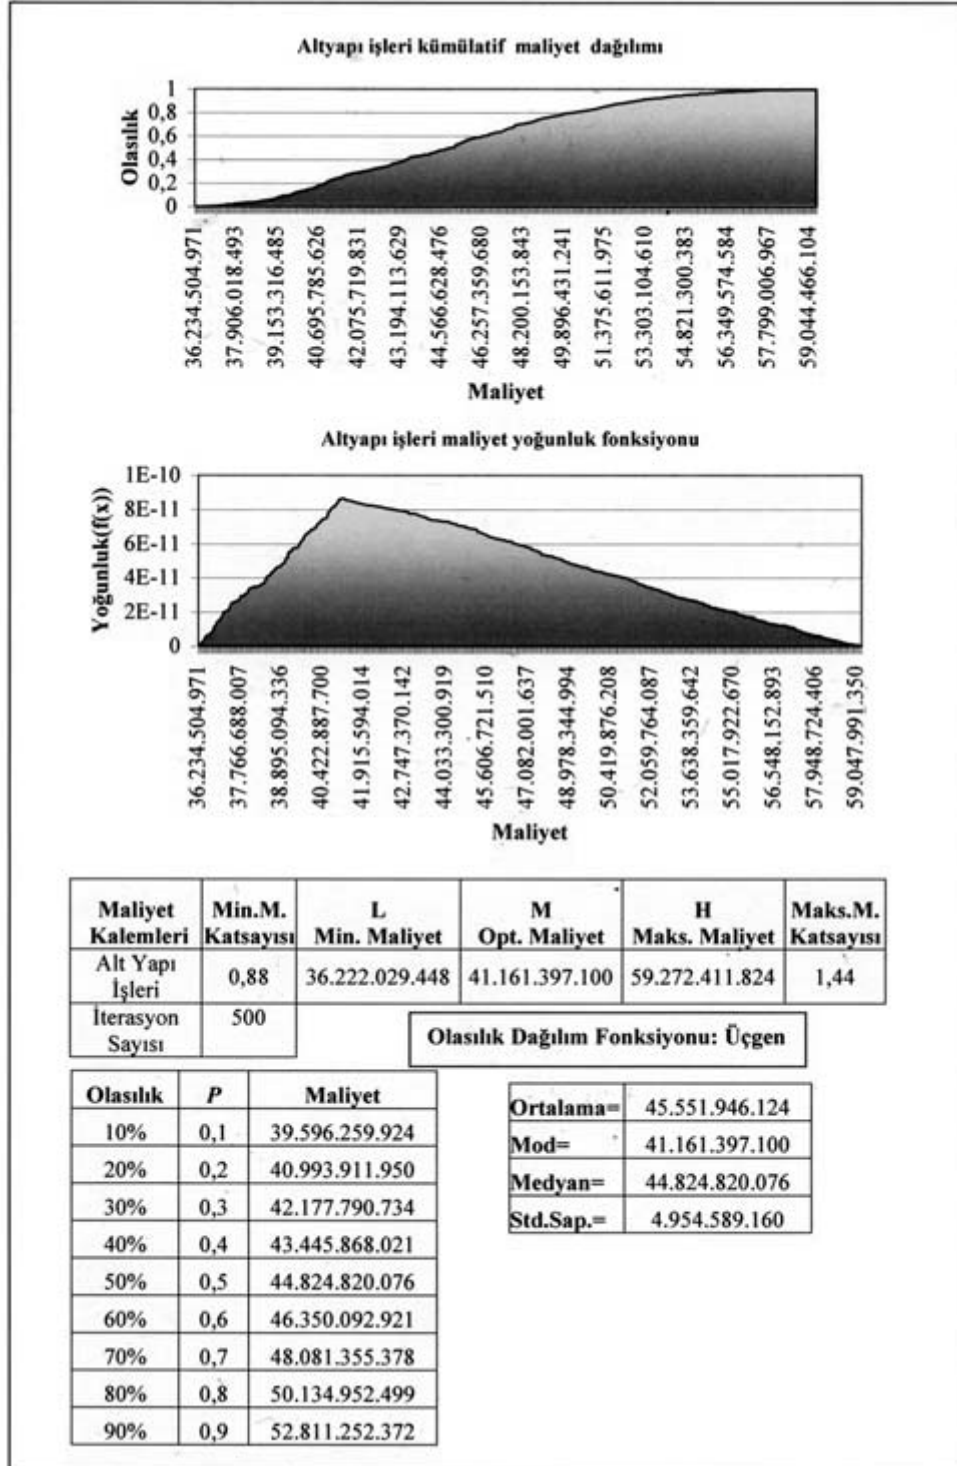 Altyapı işleri kümülatif maliyet dağılımı
Olasılık
1
0,8
0,6
0,4
0,2
0
36.234.504.971
37.906.018.493
39.153.316.485
40.695.785.626
42.075.719.831
43.194.113.629
44.566.628.476
46.257.359.680
48.200.153.843
49.896.431.241
51.375.611.975
53.303.104.610
54.821.300.383
56.349.574.584
57.799.006.967
59.044.466.104
Maliyet
Altyapı işleri maliyet yoğunluk fonksiyonu
Yoğunluk(f(x))
1E-10
8E-11
6E-11
4E-11
2E-11
0
36.234.504.971
37.766.688.007
38.895.094.336
40.422.887.700
41.915.594.014
42.747.370.142
44.033.300.919
45.606.721.510
47.082.001.637
48.978.344.994
50.419.876.208
52.059.764.087
53.638.359.642
55.017.922.670
56.548.152.893
57.948.724.406
59.047.991.350
Maliyet
Maliyet Kalemleri Min.M. Katsayısı L Min. Maliyet M Opt. Maliyet H Maks. Maliyet Maks.M. Katsayısı
Alt Yapı İşleri 0,88 36.222.029.448 41.161.397.100 59.272.411.824 1,44
İterasyon Sayısı 500
Olasılık Dağılım Fonksiyonu: Üçgen
Olasılık P Maliyet
10% 0,1 39.596.259.924
20% 0,2 40.993.911.950
30% 0,3 42.177.790.734
40% 0,4 43.445.868.021
50% 0,5 44.824.820.076
60% 0,6 46.350.092.921
70% 0,7 48.081.355.378
80% 0,8 50.134.952.499
90% 0,9 52.811.252.372
Ortalama= 45.551.946.124
Mod= 41.161.397.100
Medyan= 44.824.820.076
Std.Sap.= 4.954.589.160